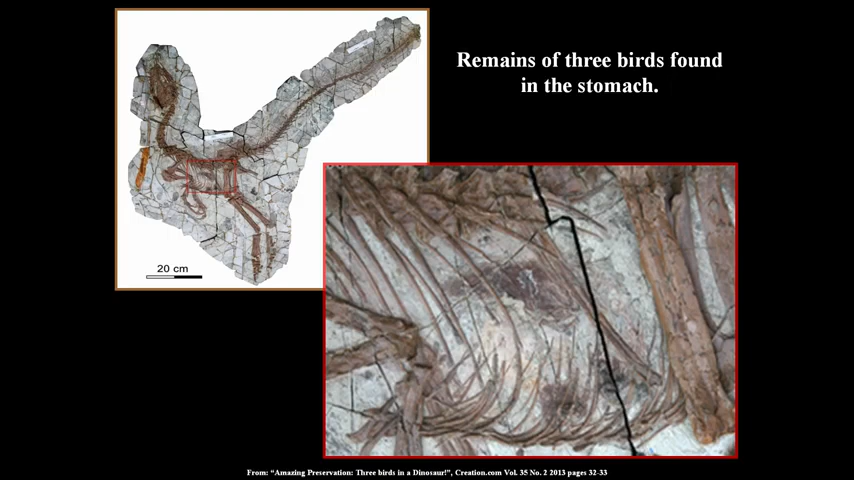 Remains of three birds found
in the stomach.
20 cm
From: “Amazing Preservation: Three birds in a Dinosaur!”, Creation.com Vol. 35 No. 2 2013 pages 32-33